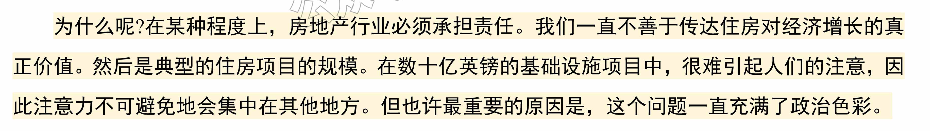 为什么呢?在某种程度上，房地产行业必须承担责任。我们一直不善于传达住房对经济增长的真
正价值。然后是典型的住房项目的规模。在数十亿英镑的基础设施项目中，很难引起人们的注意，因
此注意力不可避免地会集中在其他地方。但也许最重要的原因是，这个问题一直充满了政治色彩。